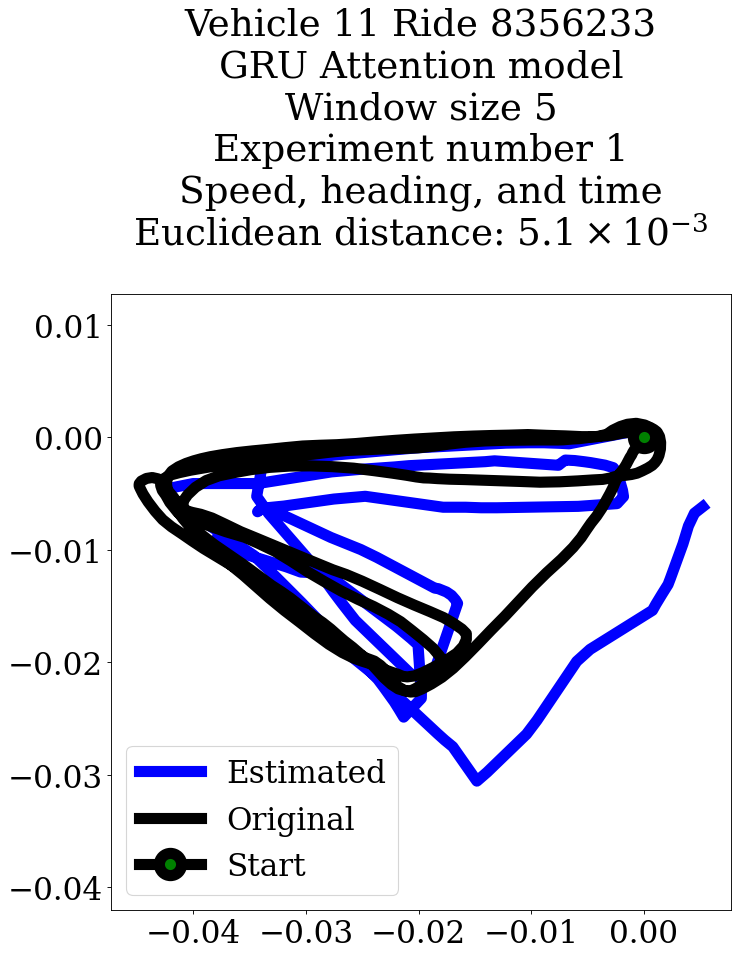 Vehicle 11 Ride 8356233
GRU Attention model
Window size 5
Experiment number 1
Speed, heading, and time
Euclidean distance: 5.1 × 10⁻³
0.01
0.00
−0.01
−0.02
−0.03
−0.04
Estimated
Original
Start
−0.04 −0.03 −0.02 −0.01 0.00